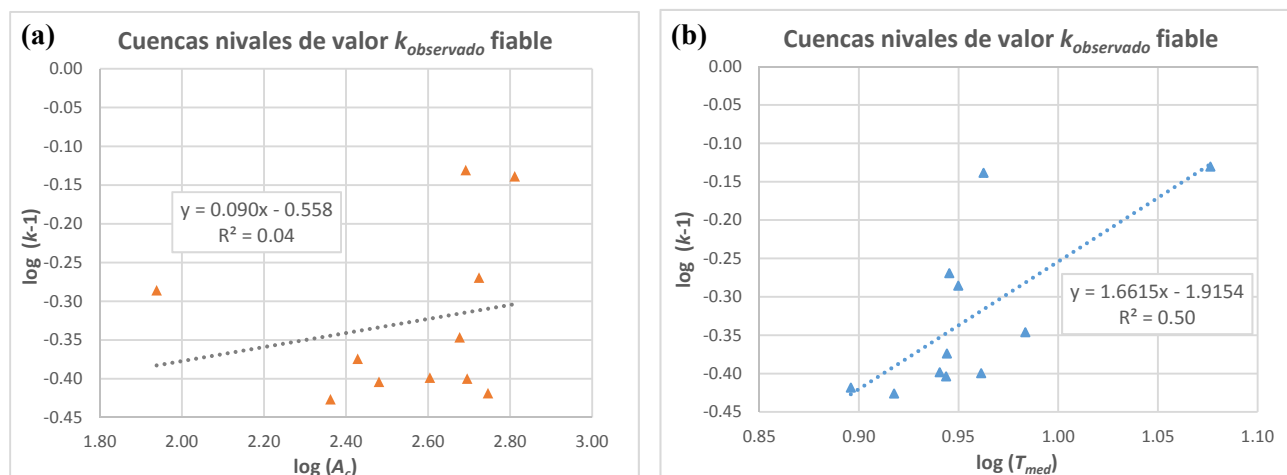 (a)
Cuencas nivales de valor k observado fiable
0.00
-0.05
-0.10
-0.15
-0.20
-0.25
-0.30
-0.35
-0.40
-0.45
log (k-1)
y = 0.090x - 0.558
R² = 0.04
1.80 2.00 2.20 2.40 2.60 2.80 3.00
log (Ac)
(b)
Cuencas nivales de valor k observado fiable
0.00
-0.05
-0.10
-0.15
-0.20
-0.25
-0.30
-0.35
-0.40
-0.45
log (k-1)
y = 1.6615x - 1.9154
R² = 0.50
0.85 0.90 0.95 1.00 1.05 1.10
log (Tmed)